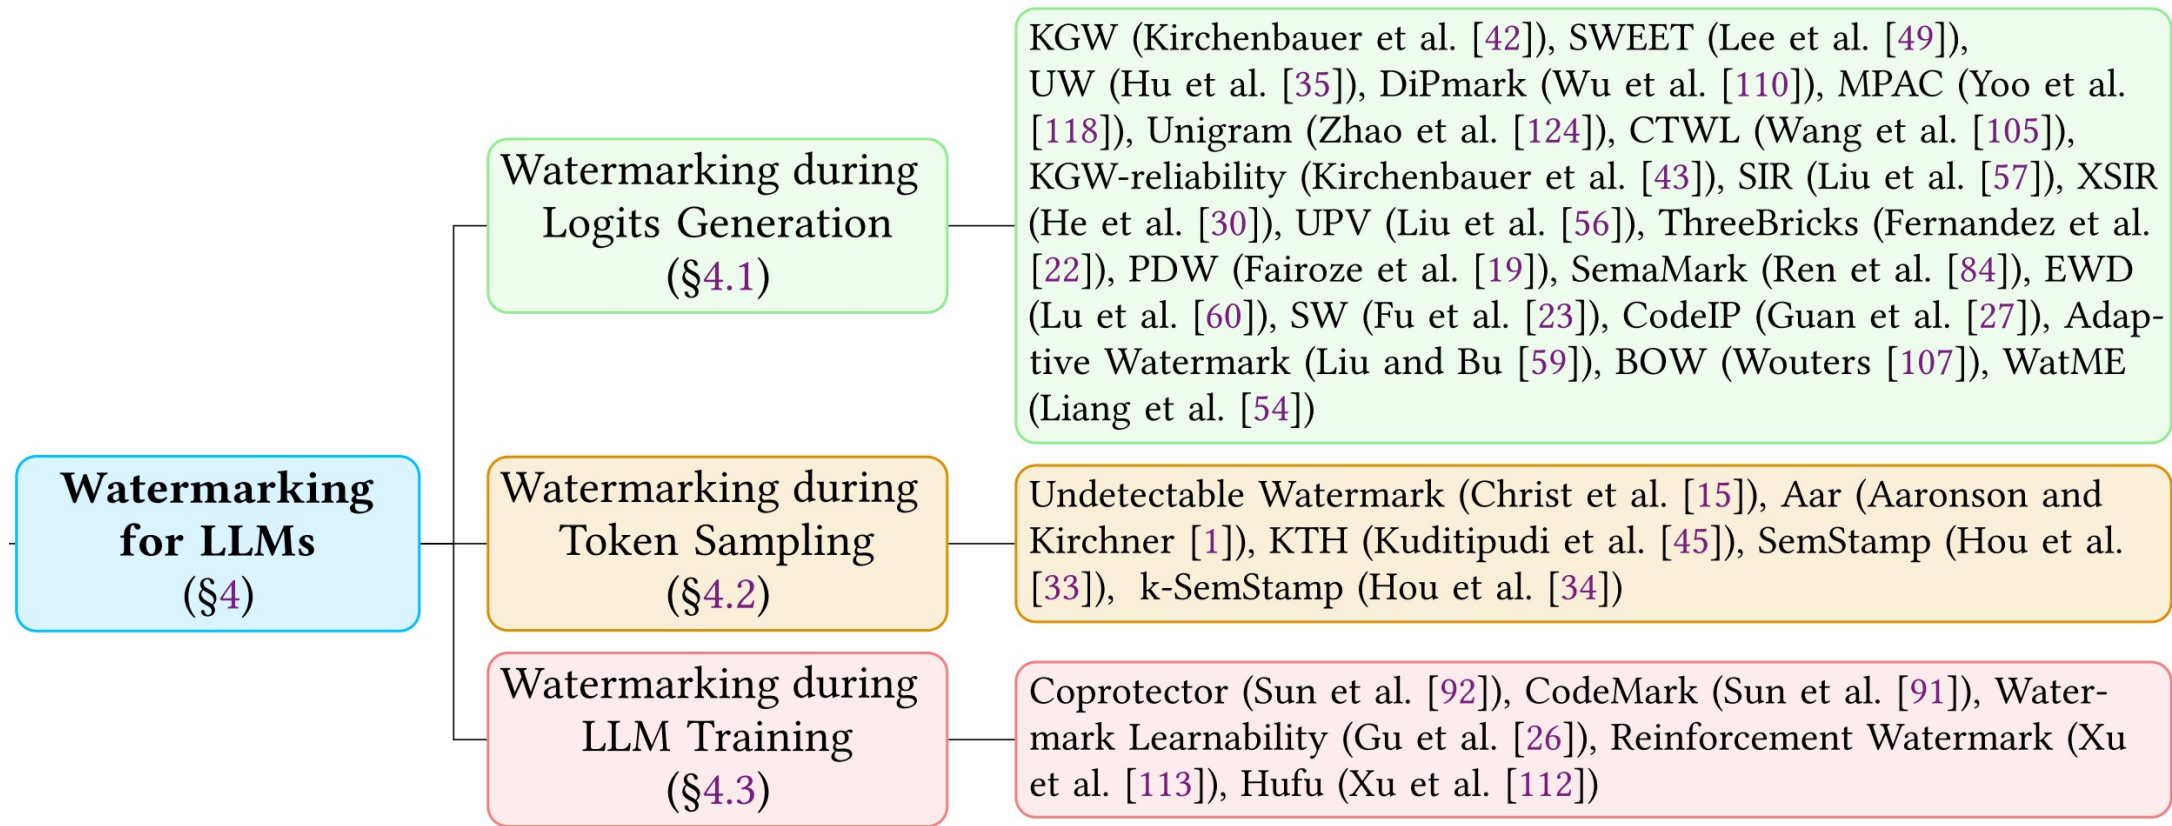 Watermarking
for LLMs
(§4)
Watermarking during
Logits Generation
(§4.1)
KGW (Kirchenbauer et al. [42]), SWEET (Lee et al. [49]),
UW (Hu et al. [35]), DiPmark (Wu et al. [110]), MPAC (Yoo et al.
[118]), Unigram (Zhao et al. [124]), CTWL (Wang et al. [105]),
KGW-reliability (Kirchenbauer et al. [43]), SIR (Liu et al. [57]), XSIR
(He et al. [30]), UPV (Liu et al. [56]), ThreeBricks (Fernandez et al.
[22]), PDW (Fairoze et al. [19]), SemaMark (Ren et al. [84]), EWD
(Lu et al. [60]), SW (Fu et al. [23]), CodeIP (Guan et al. [27]), Adap-
tive Watermark (Liu and Bu [59]), BOW (Wouters [107]), WatME
(Liang et al. [54])
Watermarking during
Token Sampling
(§4.2)
Undetectable Watermark (Christ et al. [15]), Aar (Aaronson and
Kirchner [1]), KTH (Kuditipudi et al. [45]), SemStamp (Hou et al.
[33]), k-SemStamp (Hou et al. [34])
Watermarking during
LLM Training
(§4.3)
Coprotector (Sun et al. [92]), CodeMark (Sun et al. [91]), Water-
mark Learnability (Gu et al. [26]), Reinforcement Watermark (Xu
et al. [113]), Hufu (Xu et al. [112])